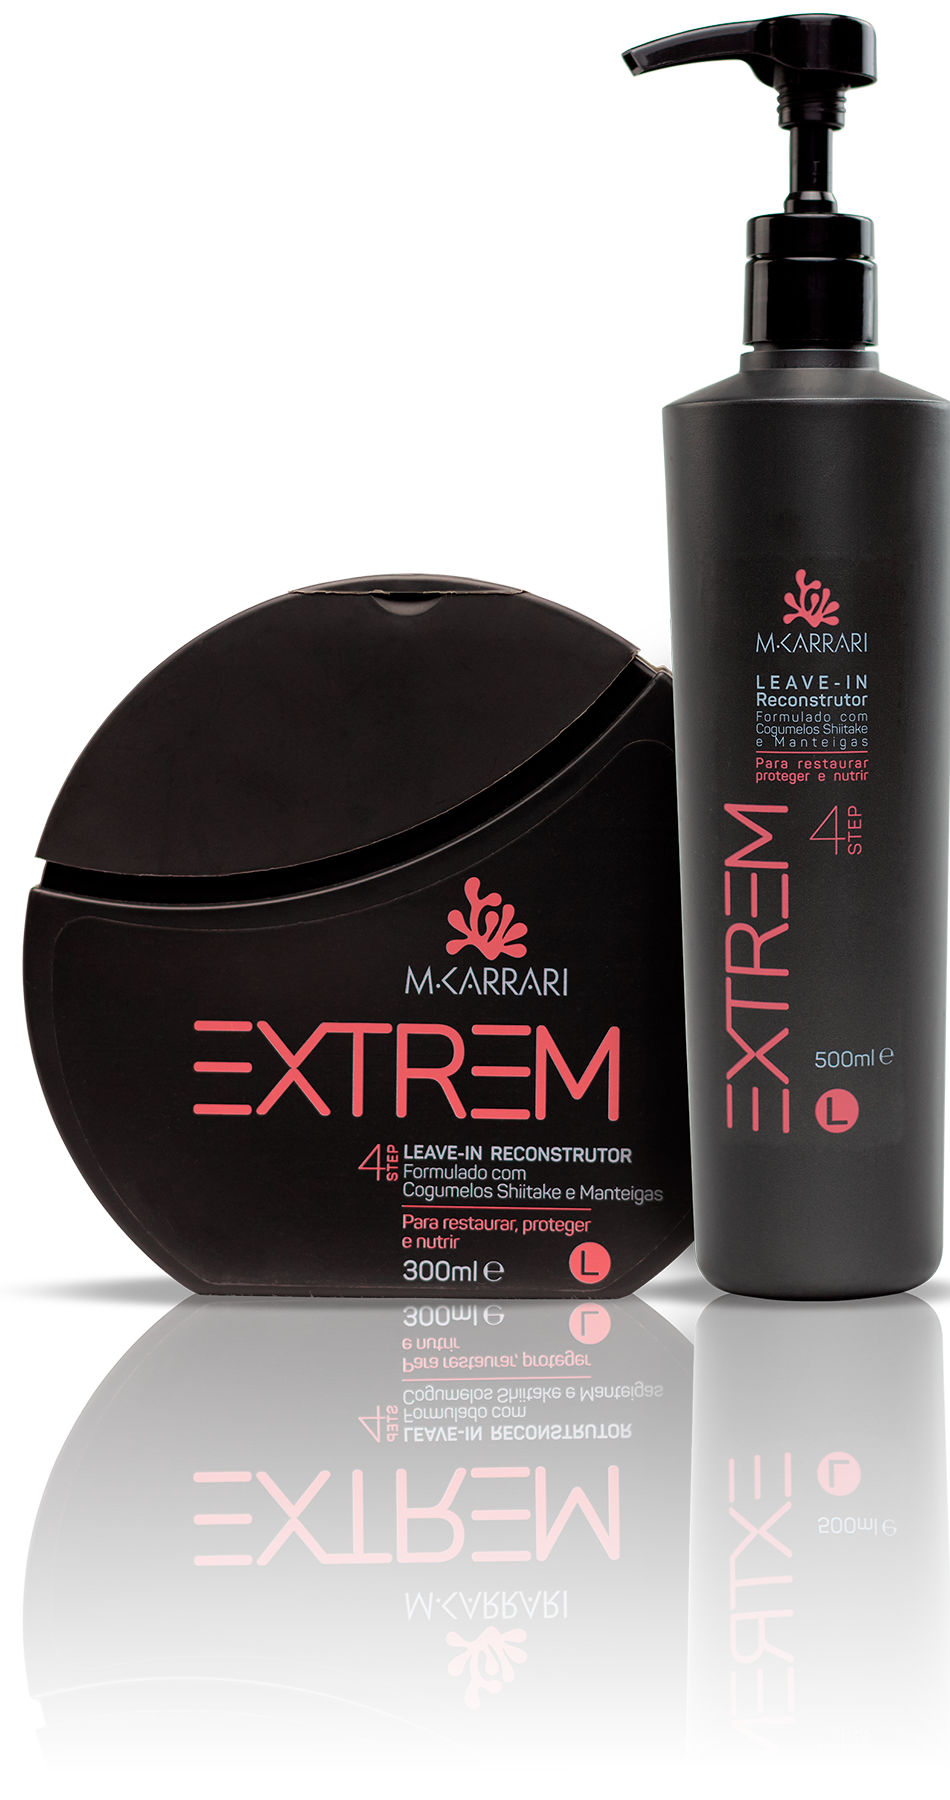 M·CARRARI
EXTREM
4 STEP
LEAVE-IN RECONSTRUTOR
Formulado com
Cogumelos Shiitake e Manteigas
Para restaurar, proteger
e nutrir
300ml e
L
M·CARRARI
LEAVE-IN
Reconstrutor
Formulado com
Cogumelos Shiitake
e Manteigas
Para restaurar
proteger e nutrir
4 STEP
EXTREM
500ml e
L